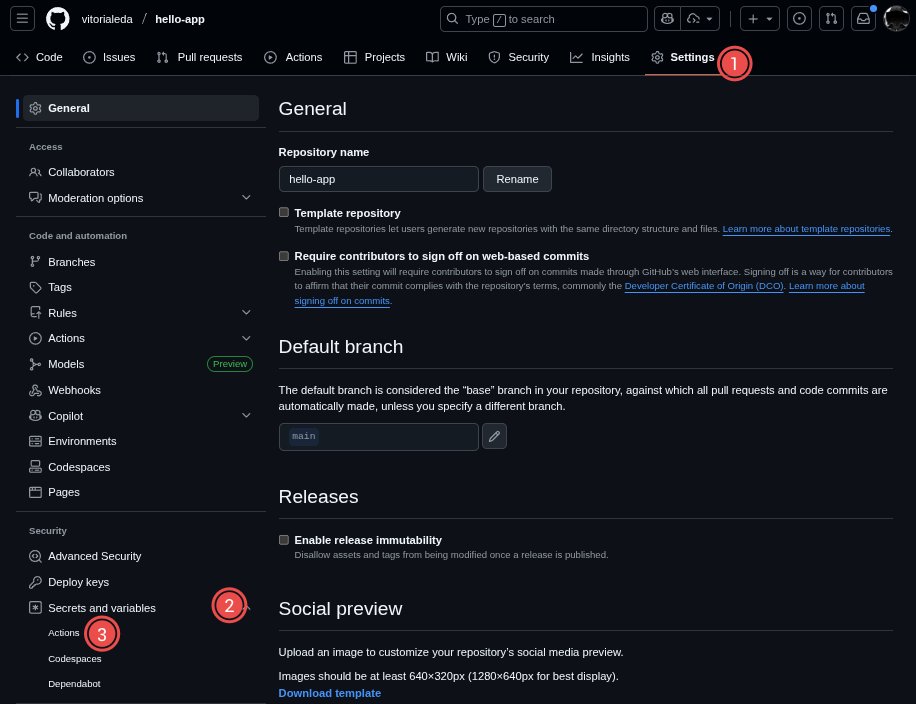 vitorialeda / hello-app
Type / to search
Code
Issues
Pull requests
Actions
Projects
Wiki
Security
Insights
Settings
1
General
Access
Collaborators
Moderation options
Code and automation
Branches
Tags
Rules
Actions
Models Preview
Webhooks
Copilot
Environments
Codespaces
Pages
Security
Advanced Security
Deploy keys
Secrets and variables 2
Actions 3
Codespaces
Dependabot
General
Repository name
hello-app Rename
Template repository
Template repositories let users generate new repositories with the same directory structure and files. Learn more about template repositories.
Require contributors to sign off on web-based commits
Enabling this setting will require contributors to sign off on commits made through GitHub's web interface. Signing off is a way for contributors
to affirm that their commit complies with the repository's terms, commonly the Developer Certificate of Origin (DCO). Learn more about
signing off on commits.
Default branch
The default branch is considered the “base” branch in your repository, against which all pull requests and code commits are
automatically made, unless you specify a different branch.
main
Releases
Enable release immutability
Disallow assets and tags from being modified once a release is published.
Social preview
Upload an image to customize your repository's social media preview.
Images should be at least 640×320px (1280×640px for best display).
Download template